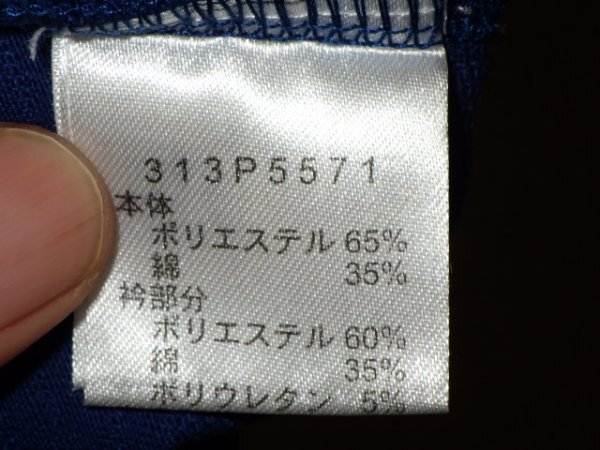 313P5571
本体
ポリエステル 65%
綿 35%
衿部分
ポリエステル 60%
綿 35%
ポリウレタン 5%